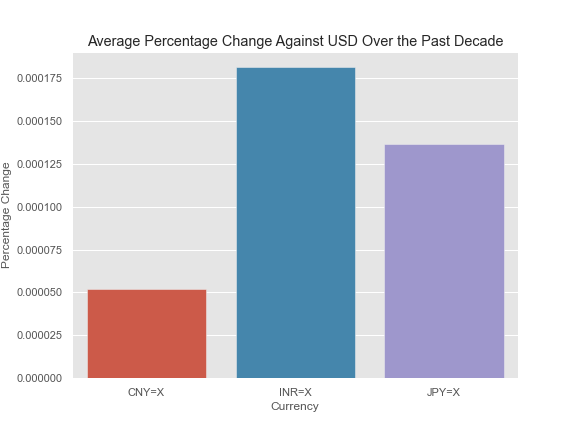 Average Percentage Change Against USD Over the Past Decade
0.000175
0.000150
0.000125
0.000100
0.000075
0.000050
0.000025
0.000000
Percentage Change
CNY=X INR=X JPY=X
Currency